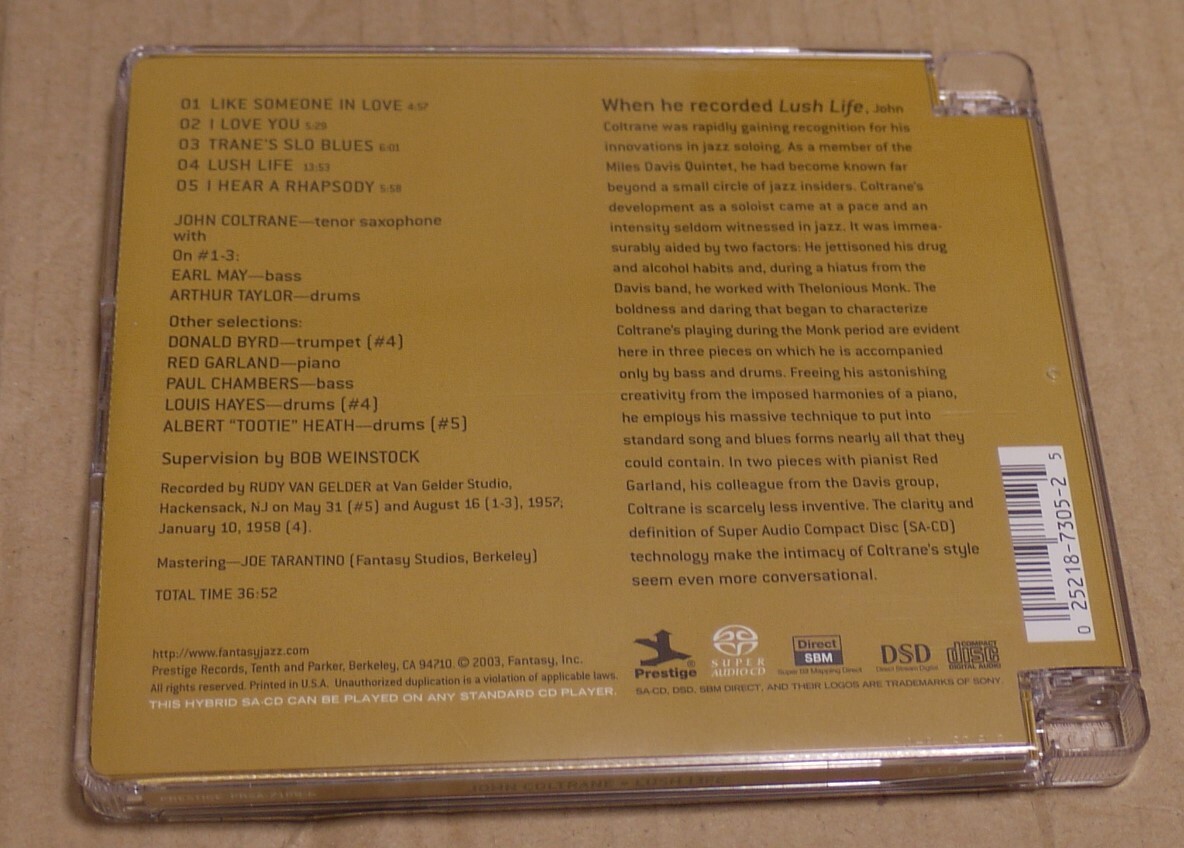 01 LIKE SOMEONE IN LOVE 4:57
02 I LOVE YOU 5:29
03 TRANE'S SLO BLUES 6:01
04 LUSH LIFE 13:53
05 I HEAR A RHAPSODY 5:58
JOHN COLTRANE—tenor saxophone
with
On #1-3:
EARL MAY—bass
ARTHUR TAYLOR—drums
Other selections:
DONALD BYRD—trumpet (#4)
RED GARLAND—piano
PAUL CHAMBERS—bass
LOUIS HAYES—drums (#4)
ALBERT “TOOTIE” HEATH—drums (#5)
Supervision by BOB WEINSTOCK
Recorded by RUDY VAN GELDER at Van Gelder Studio,
Hackensack, NJ on May 31 (#5) and August 16 (1-3), 1957;
January 10, 1958 (4).
Mastering—JOE TARANTINO (Fantasy Studios, Berkeley)
TOTAL TIME 36:52
When he recorded Lush Life, John
Coltrane was rapidly gaining recognition for his
innovations in jazz soloing. As a member of the
Miles Davis Quintet, he had become known far
beyond a small circle of jazz insiders. Coltrane's
development as a soloist came at a pace and an
intensity seldom witnessed in jazz. It was immea-
surably aided by two factors: He jettisoned his drug
and alcohol habits and, during a hiatus from the
Davis band, he worked with Thelonious Monk. The
boldness and daring that began to characterize
Coltrane's playing during the Monk period are evident
here in three pieces on which he is accompanied
only by bass and drums. Freeing his astonishing
creativity from the imposed harmonies of a piano,
he employs his massive technique to put into
standard song and blues forms nearly all that they
could contain. In two pieces with pianist Red
Garland, his colleague from the Davis group,
Coltrane is scarcely less inventive. The clarity and
definition of Super Audio Compact Disc (SA-CD)
technology make the intimacy of Coltrane's style
seem even more conversational.
0 25218-7305-2 5
http://www.fantasyjazz.com
Prestige Records, Tenth and Parker, Berkeley, CA 94710. © 2003, Fantasy, Inc.
All rights reserved. Printed in U.S.A. Unauthorized duplication is a violation of applicable laws.
THIS HYBRID SA-CD CAN BE PLAYED ON ANY STANDARD CD PLAYER.
Prestige
SUPER AUDIO CD
Direct SBM
Super Bit Mapping Direct
DSD
Direct Stream Digital
COMPACT disc DIGITAL AUDIO
SA-CD, DSD, SBM DIRECT, AND THEIR LOGOS ARE TRADEMARKS OF SONY.
JOHN COLTRANE • LUSH LIFE